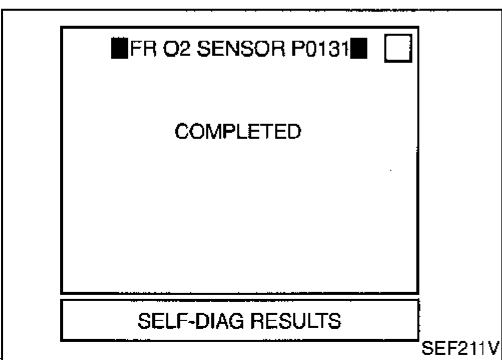 FR O2 SENSOR P0131
COMPLETED
SELF-DIAG RESULTS
SEF211V